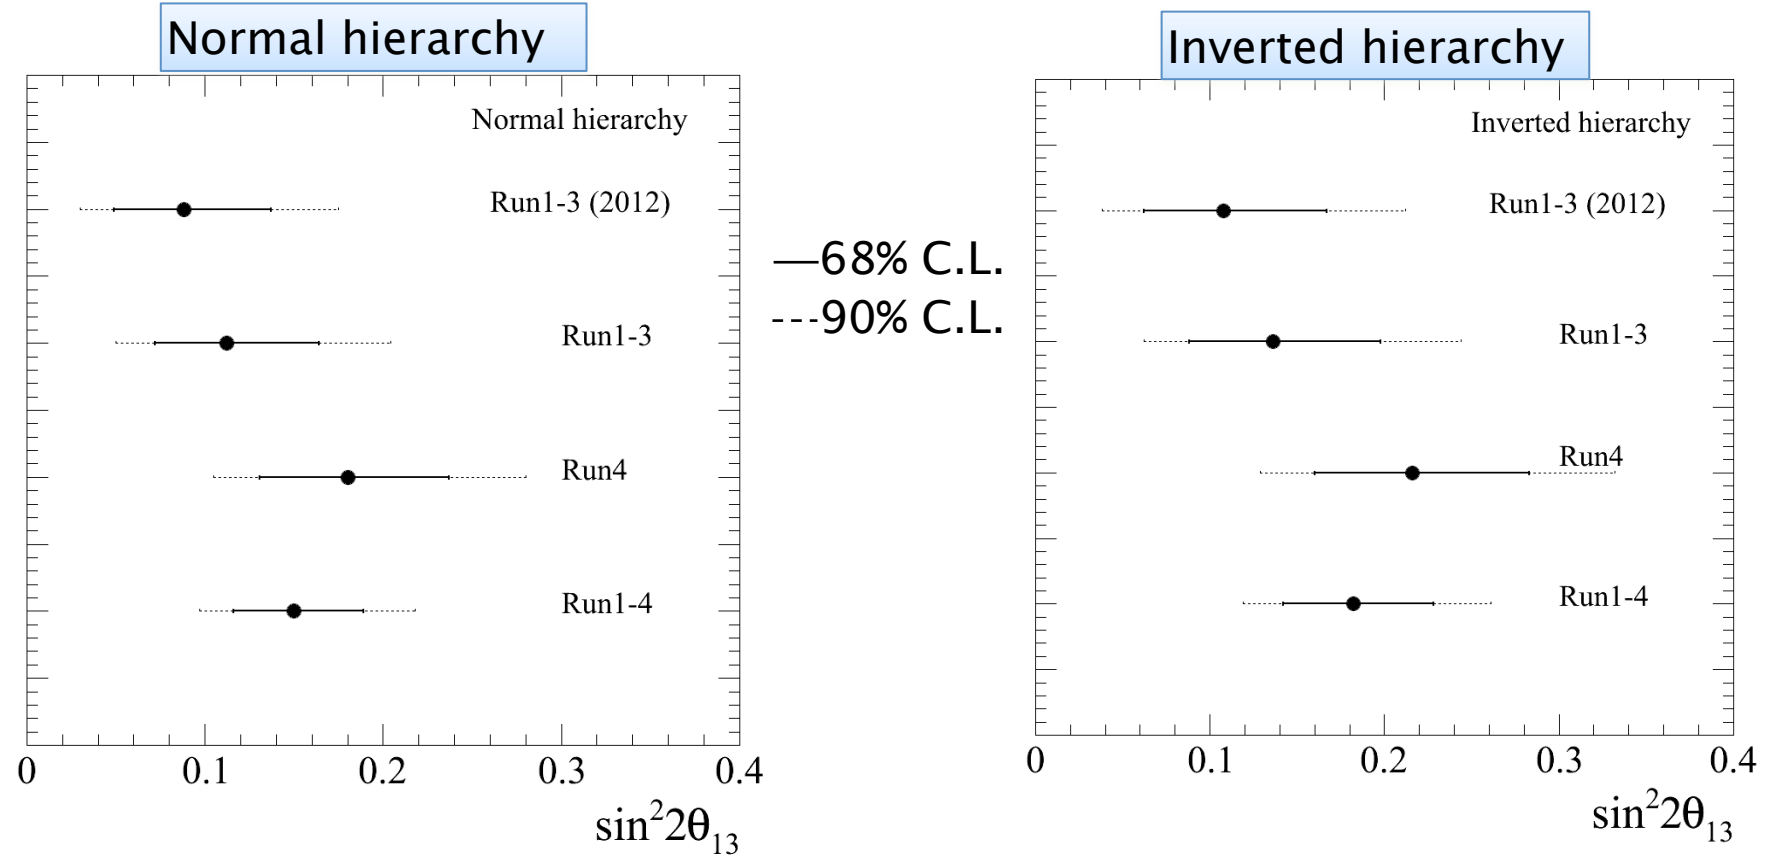 Normal hierarchy
Normal hierarchy
Run1-3 (2012)
Run1-3
Run4
Run1-4
0 0.1 0.2 0.3 0.4
sin²2θ₁₃
—68% C.L.
---90% C.L.
Inverted hierarchy
Inverted hierarchy
Run1-3 (2012)
Run1-3
Run4
Run1-4
0 0.1 0.2 0.3 0.4
sin²2θ₁₃